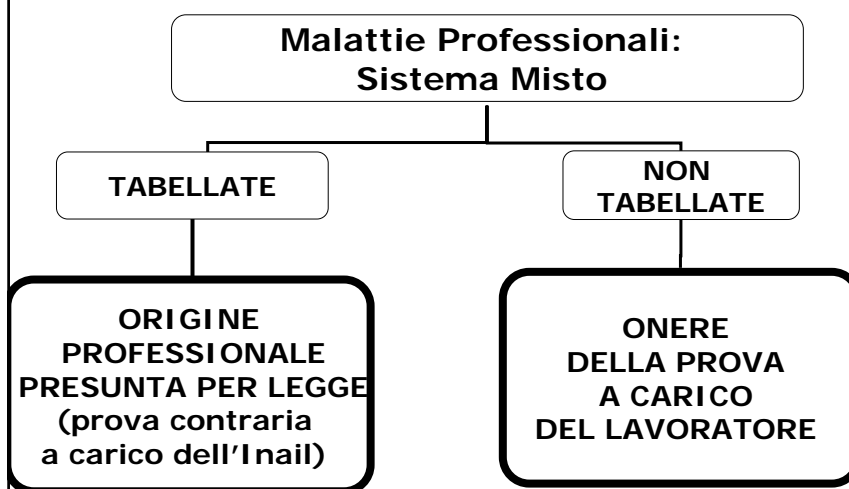 Malattie Professionali:
Sistema Misto
TABELLATE
NON
TABELLATE
ORIGINE
PROFESSIONALE
PRESUNTA PER LEGGE
(prova contraria
a carico dell'Inail)
ONERE
DELLA PROVA
A CARICO
DEL LAVORATORE